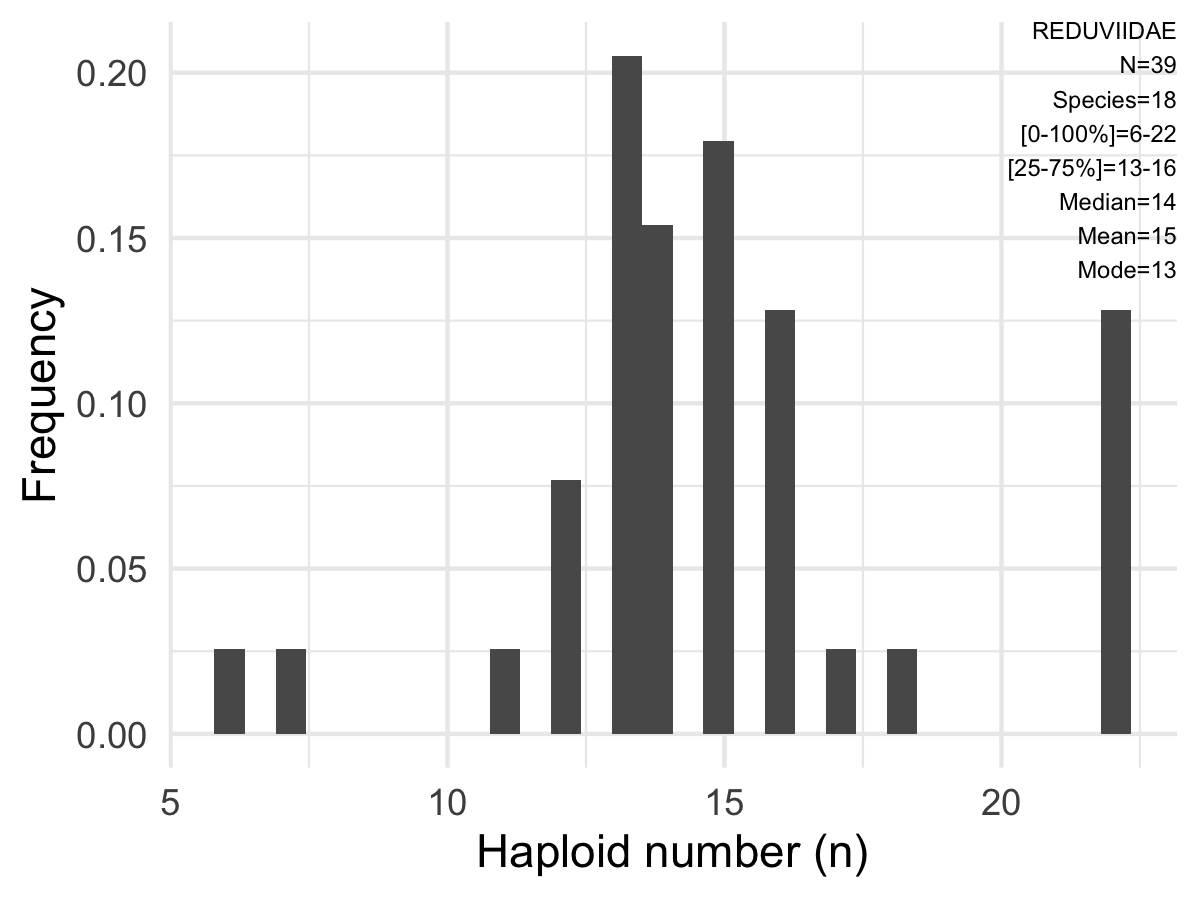 REDUVIIDAE
N=39
Species=18
[0-100%]=6-22
[25-75%]=13-16
Median=14
Mean=15
Mode=13
0.20
0.15
0.10
0.05
0.00
Frequency
5 10 15 20
Haploid number (n)